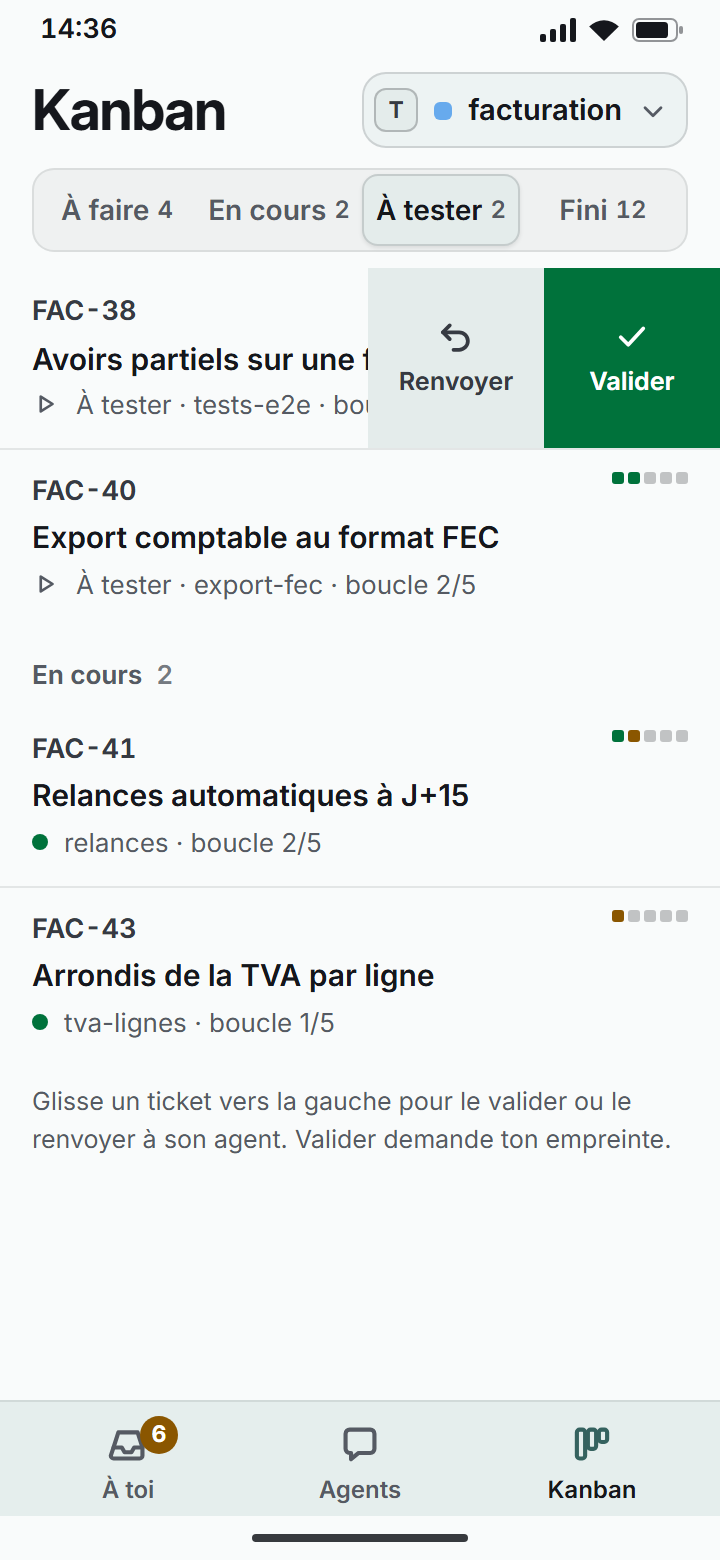 14:36
Kanban
T facturation
À faire 4 En cours 2 À tester 2 Fini 12
FAC-38
Avoirs partiels sur une f
À tester · tests-e2e · bou
Renvoyer
Valider
FAC-40
Export comptable au format FEC
À tester · export-fec · boucle 2/5
En cours 2
FAC-41
Relances automatiques à J+15
relances · boucle 2/5
FAC-43
Arrondis de la TVA par ligne
tva-lignes · boucle 1/5
Glisse un ticket vers la gauche pour le valider ou le
renvoyer à son agent. Valider demande ton empreinte.
6
À toi Agents Kanban